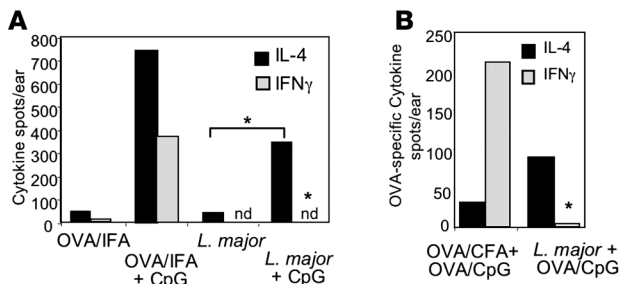 A
Cytokine spots/ear
800
700
600
500
400
300
200
100
0
IL-4
IFNγ
*
nd
*
nd
OVA/IFA
OVA/IFA
+ CpG
L. major
L. major
+ CpG
B
OVA-specific Cytokine
spots/ear
250
200
150
100
50
0
IL-4
IFNγ
*
OVA/CFA+
OVA/CpG
L. major +
OVA/CpG